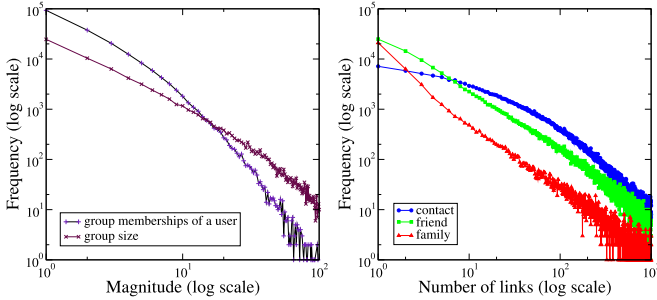 10^5
10^4
10^3
10^2
10^1
10^0
Frequency (log scale)
group memberships of a user
group size
10^0 10^1 10^2
Magnitude (log scale)
10^5
10^4
10^3
10^2
10^1
10^0
Frequency (log scale)
contact
friend
family
10^0 10^1 10^2 10^3
Number of links (log scale)